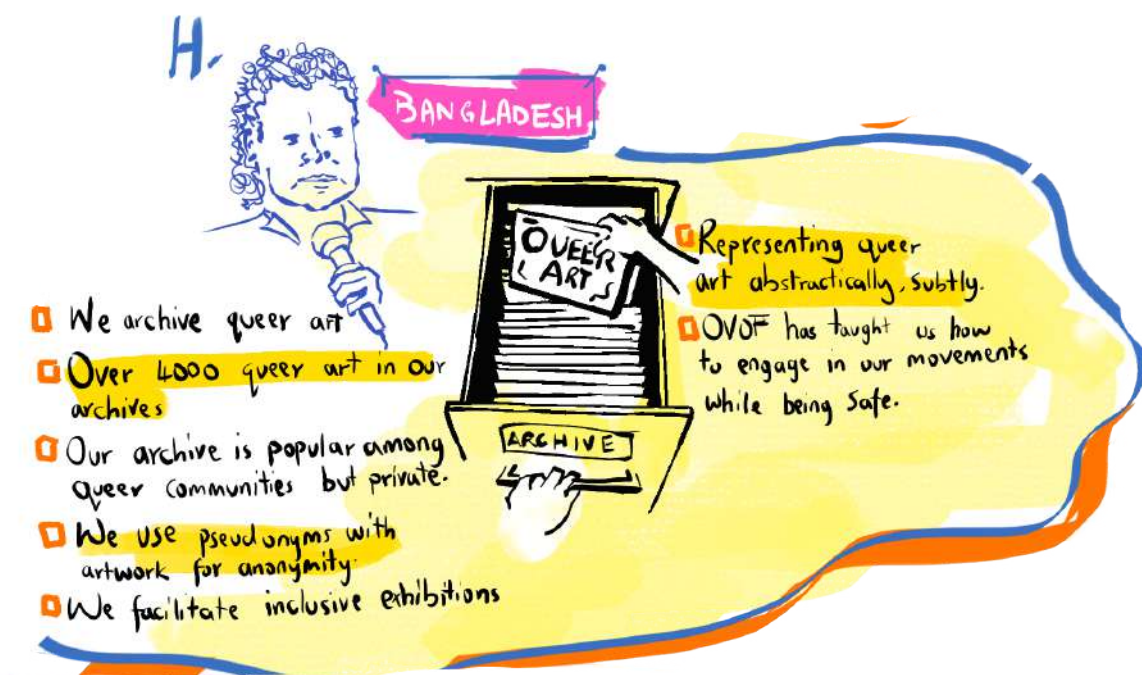 H.
BANGLADESH
We archive queer art
Over 4000 queer art in our
archives
Our archive is popular among
queer communities but private.
We use pseudonyms with
artwork for anonymity.
We facilitate inclusive exhibitions
QUEER
ART
ARCHIVE
Representing queer
art abstractically, subtly.
OVOF has taught us how
to engage in our movements
while being safe.